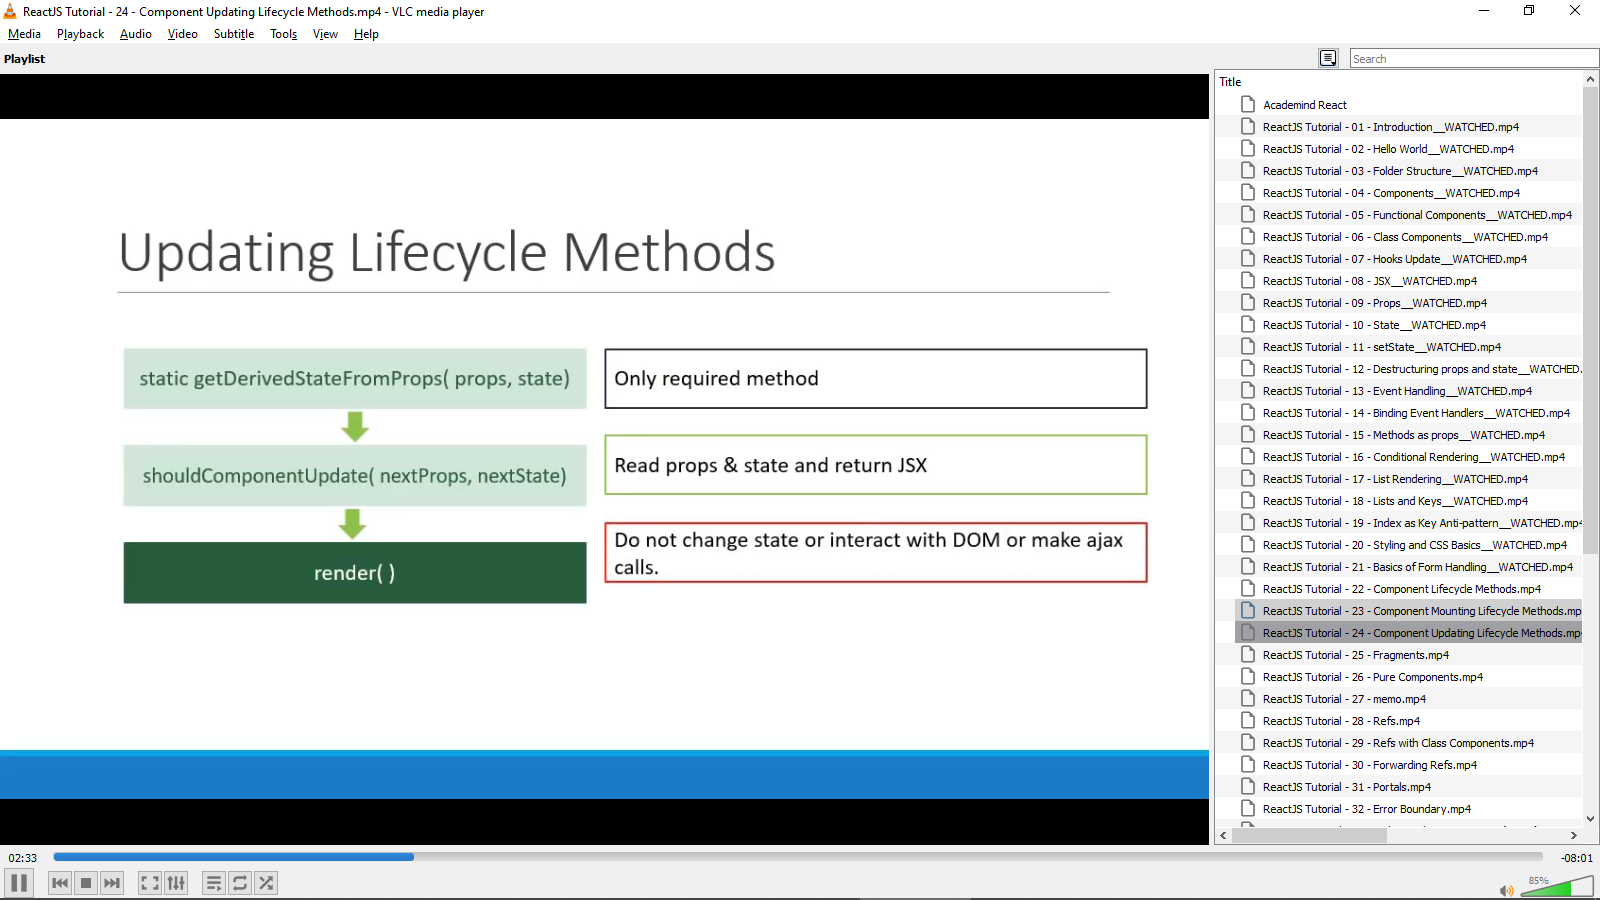 ReactJS Tutorial - 24 - Component Updating Lifecycle Methods.mp4 - VLC media player
Media Playback Audio Video Subtitle Tools View Help
Playlist
Search
Updating Lifecycle Methods
static getDerivedStateFromProps( props, state)
Only required method
shouldComponentUpdate( nextProps, nextState)
Read props & state and return JSX
render( )
Do not change state or interact with DOM or make ajax
calls.
Title
Academind React
ReactJS Tutorial - 01 - Introduction__WATCHED.mp4
ReactJS Tutorial - 02 - Hello World__WATCHED.mp4
ReactJS Tutorial - 03 - Folder Structure__WATCHED.mp4
ReactJS Tutorial - 04 - Components__WATCHED.mp4
ReactJS Tutorial - 05 - Functional Components__WATCHED.mp4
ReactJS Tutorial - 06 - Class Components__WATCHED.mp4
ReactJS Tutorial - 07 - Hooks Update__WATCHED.mp4
ReactJS Tutorial - 08 - JSX__WATCHED.mp4
ReactJS Tutorial - 09 - Props__WATCHED.mp4
ReactJS Tutorial - 10 - State__WATCHED.mp4
ReactJS Tutorial - 11 - setState__WATCHED.mp4
ReactJS Tutorial - 12 - Destructuring props and state__WATCHED.
ReactJS Tutorial - 13 - Event Handling__WATCHED.mp4
ReactJS Tutorial - 14 - Binding Event Handlers__WATCHED.mp4
ReactJS Tutorial - 15 - Methods as props__WATCHED.mp4
ReactJS Tutorial - 16 - Conditional Rendering__WATCHED.mp4
ReactJS Tutorial - 17 - List Rendering__WATCHED.mp4
ReactJS Tutorial - 18 - Lists and Keys__WATCHED.mp4
ReactJS Tutorial - 19 - Index as Key Anti-pattern__WATCHED.mp4
ReactJS Tutorial - 20 - Styling and CSS Basics__WATCHED.mp4
ReactJS Tutorial - 21 - Basics of Form Handling__WATCHED.mp4
ReactJS Tutorial - 22 - Component Lifecycle Methods.mp4
ReactJS Tutorial - 23 - Component Mounting Lifecycle Methods.mp
ReactJS Tutorial - 24 - Component Updating Lifecycle Methods.mp
ReactJS Tutorial - 25 - Fragments.mp4
ReactJS Tutorial - 26 - Pure Components.mp4
ReactJS Tutorial - 27 - memo.mp4
ReactJS Tutorial - 28 - Refs.mp4
ReactJS Tutorial - 29 - Refs with Class Components.mp4
ReactJS Tutorial - 30 - Forwarding Refs.mp4
ReactJS Tutorial - 31 - Portals.mp4
ReactJS Tutorial - 32 - Error Boundary.mp4
02:33
-08:01
85%